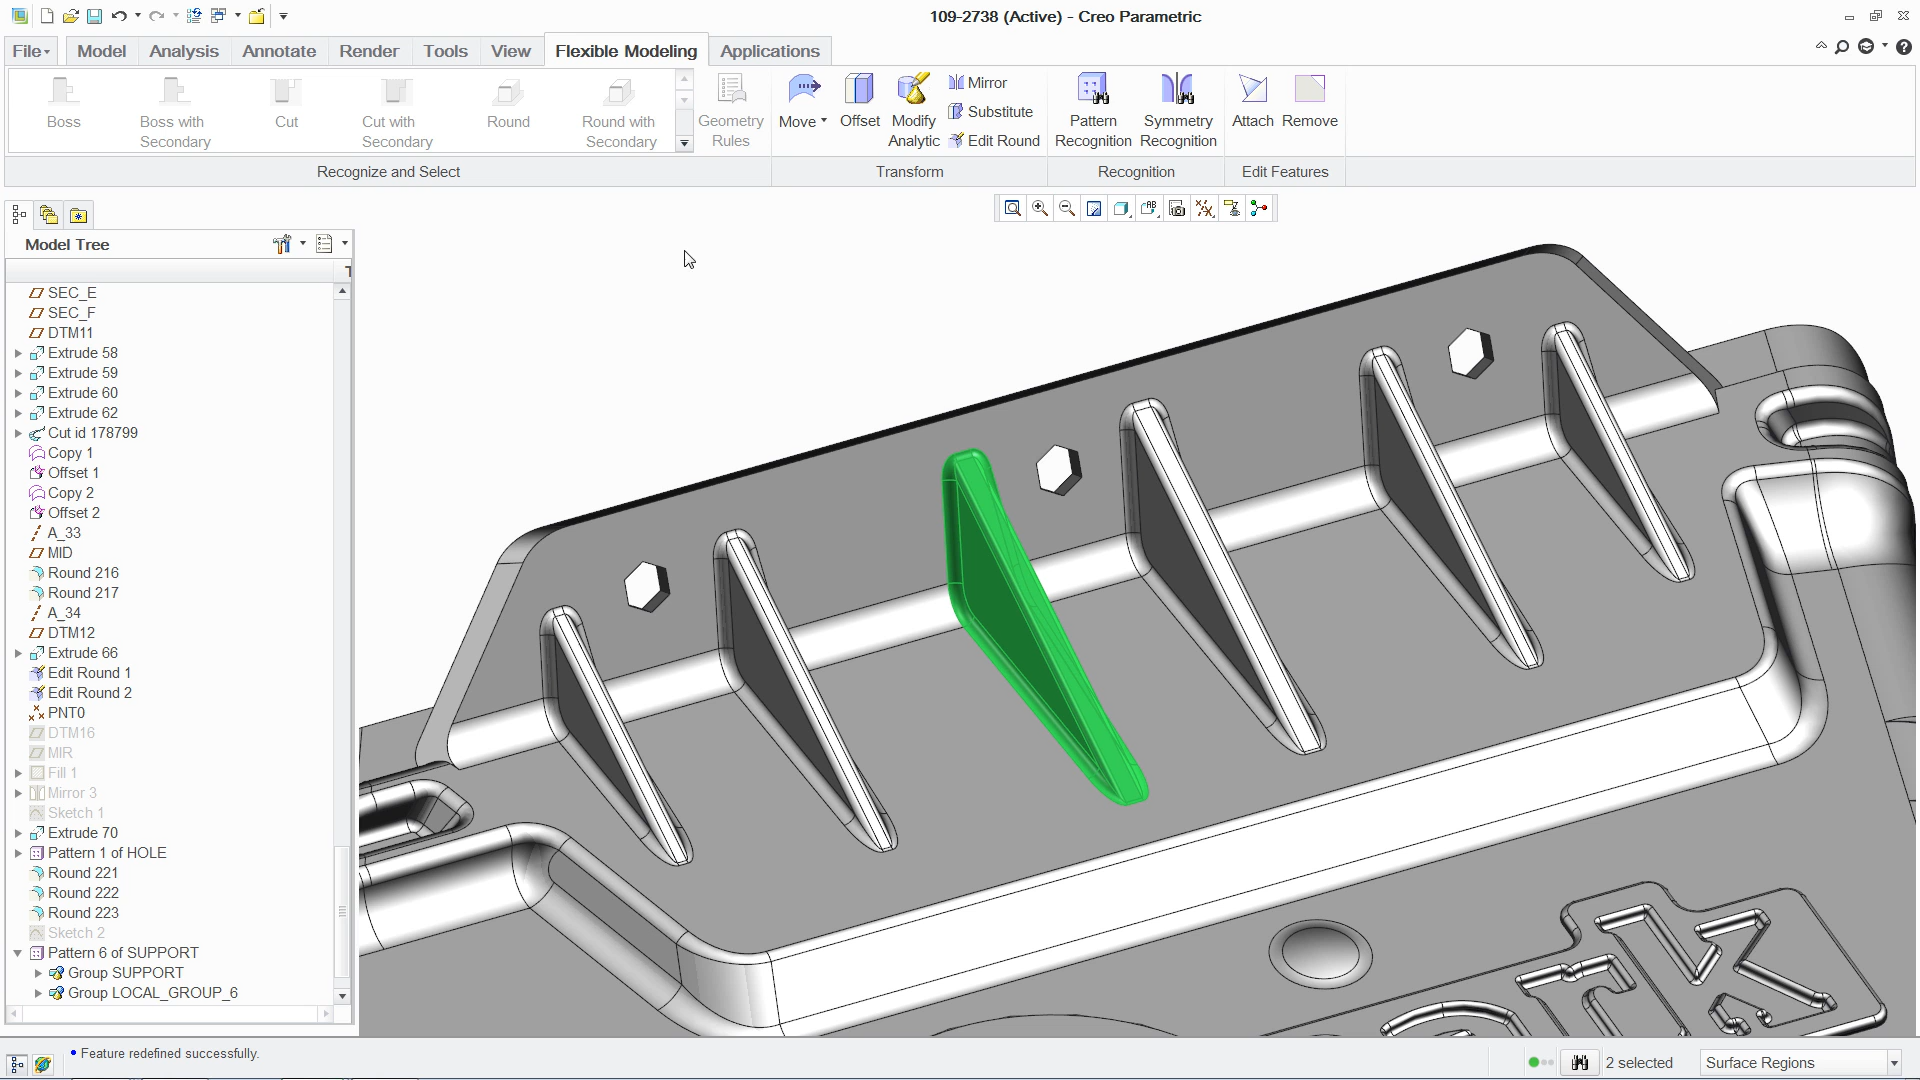 109-2738 (Active) - Creo Parametric
File
Model
Analysis
Annotate
Render
Tools
View
Flexible Modeling
Applications
Boss
Boss with
Secondary
Cut
Cut with
Secondary
Round
Round with
Secondary
Geometry
Rules
Move
Offset
Modify
Analytic
Mirror
Substitute
Edit Round
Pattern
Recognition
Symmetry
Recognition
Attach
Remove
Recognize and Select
Transform
Recognition
Edit Features
Model Tree
SEC_E
SEC_F
DTM11
Extrude 58
Extrude 59
Extrude 60
Extrude 62
Cut id 178799
Copy 1
Offset 1
Copy 2
Offset 2
A_33
MID
Round 216
Round 217
A_34
DTM12
Extrude 66
Edit Round 1
Edit Round 2
PNT0
DTM16
MIR
Fill 1
Mirror 3
Sketch 1
Extrude 70
Pattern 1 of HOLE
Round 221
Round 222
Round 223
Sketch 2
Pattern 6 of SUPPORT
Group SUPPORT
Group LOCAL_GROUP_6
Feature redefined successfully.
2 selected
Surface Regions